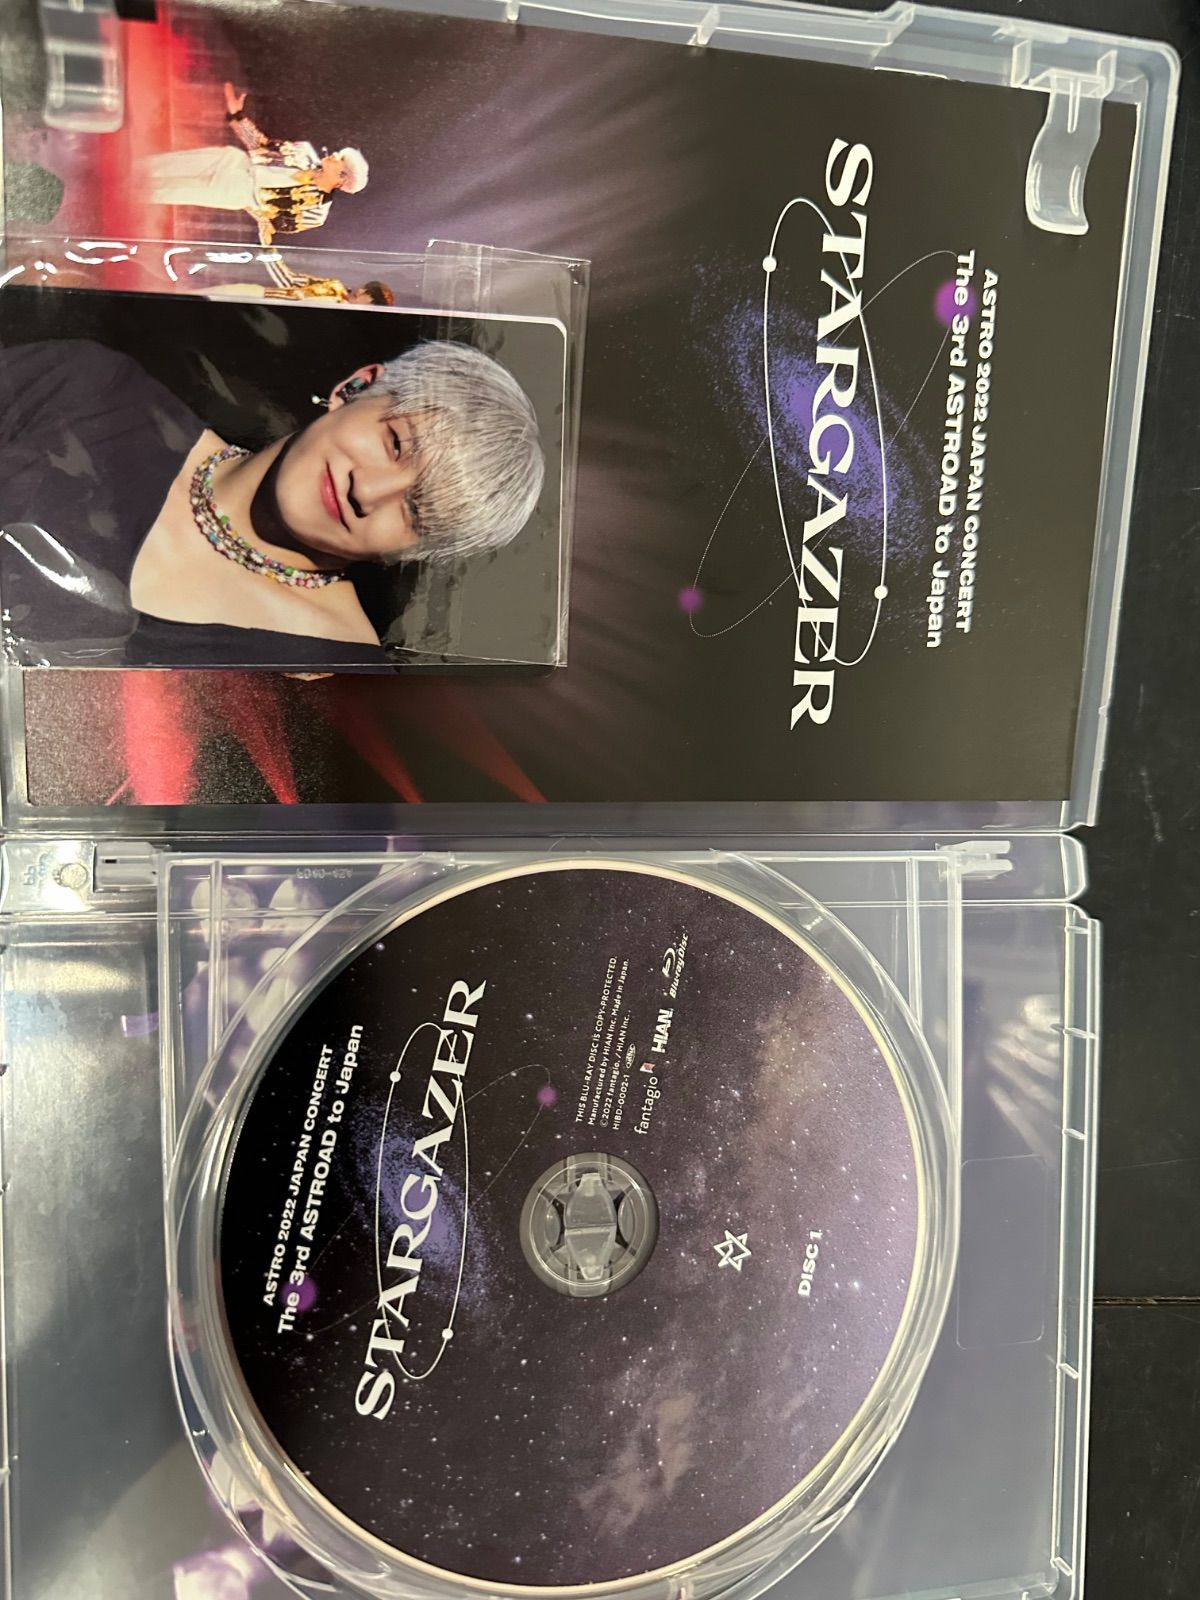 ASTRO 2022 JAPAN CONCERT
The 3rd ASTROAD to Japan
STARGAZER
ASTRO 2022 JAPAN CONCERT
The 3rd ASTROAD to Japan
STARGAZER
THIS BLU-RAY DISC IS COPY-PROTECTED.
Manufactured by HIAN Inc. Made in Japan.
©2022 fantagio. / HIAN Inc.
HIBD-0002-1
fantagio HIAN. Blu-ray Disc
DISC 1